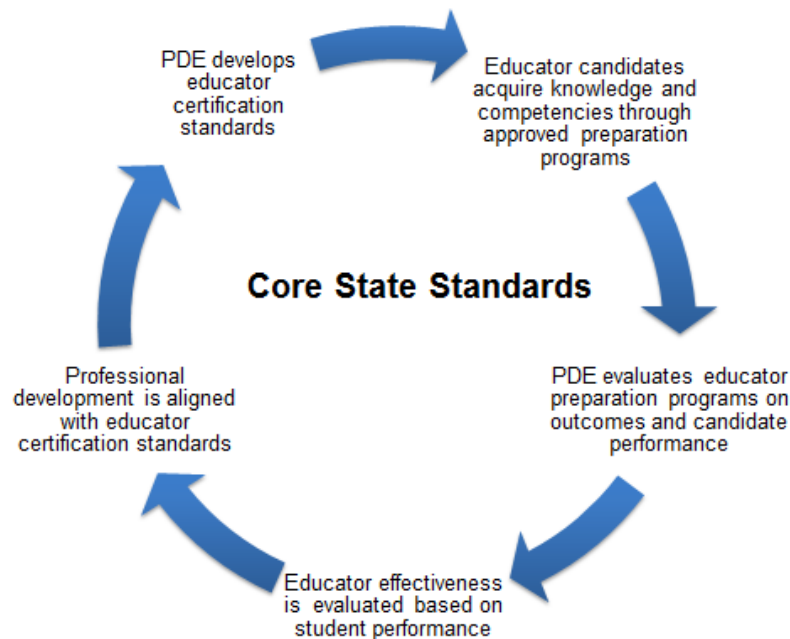 PDE develops
educator
certification
standards
Educator candidates
acquire knowledge and
competencies through
approved preparation
programs
Core State Standards
Professional
development is aligned
with educator
certification standards
PDE evaluates educator
preparation programs on
outcomes and candidate
performance
Educator effectiveness
is evaluated based on
student performance